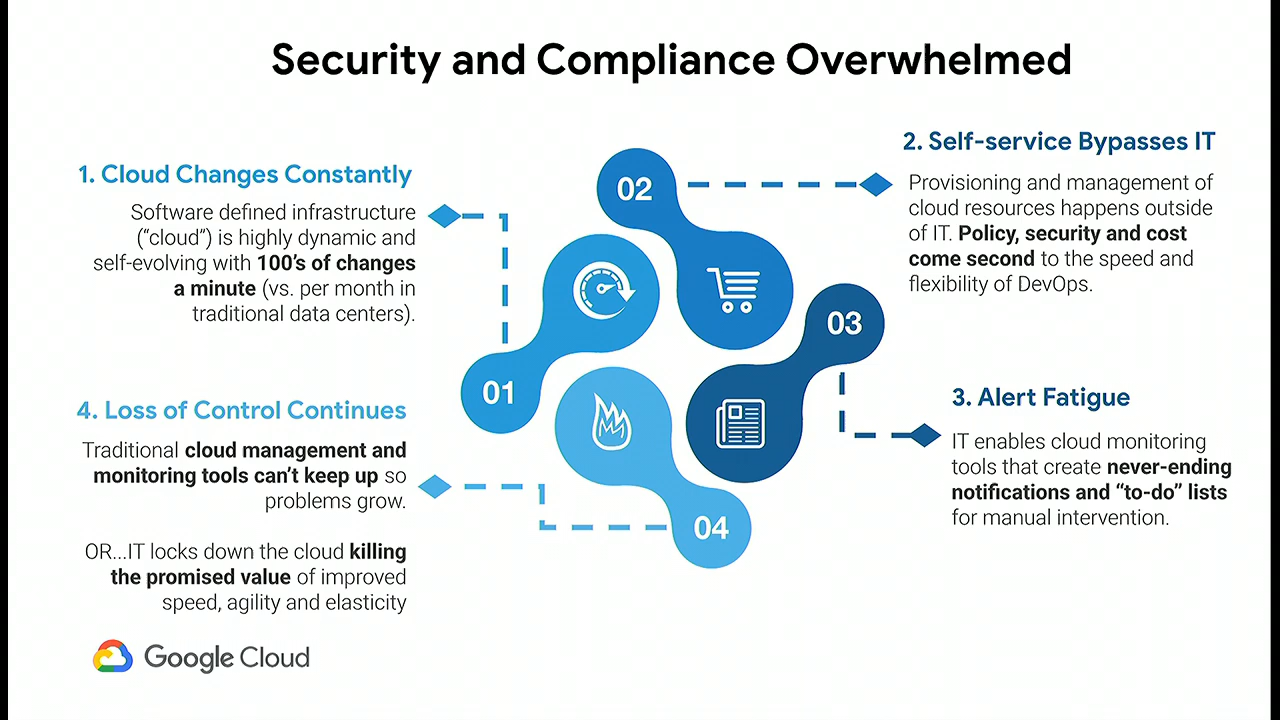 Security and Compliance Overwhelmed
1. Cloud Changes Constantly
Software defined infrastructure
(“cloud”) is highly dynamic and
self-evolving with 100’s of changes
a minute (vs. per month in
traditional data centers).
2. Self-service Bypasses IT
Provisioning and management of
cloud resources happens outside
of IT. Policy, security and cost
come second to the speed and
flexibility of DevOps.
02
03
01
04
3. Alert Fatigue
IT enables cloud monitoring
tools that create never-ending
notifications and “to-do” lists
for manual intervention.
4. Loss of Control Continues
Traditional cloud management and
monitoring tools can’t keep up so
problems grow.
OR...IT locks down the cloud killing
the promised value of improved
speed, agility and elasticity
Google Cloud